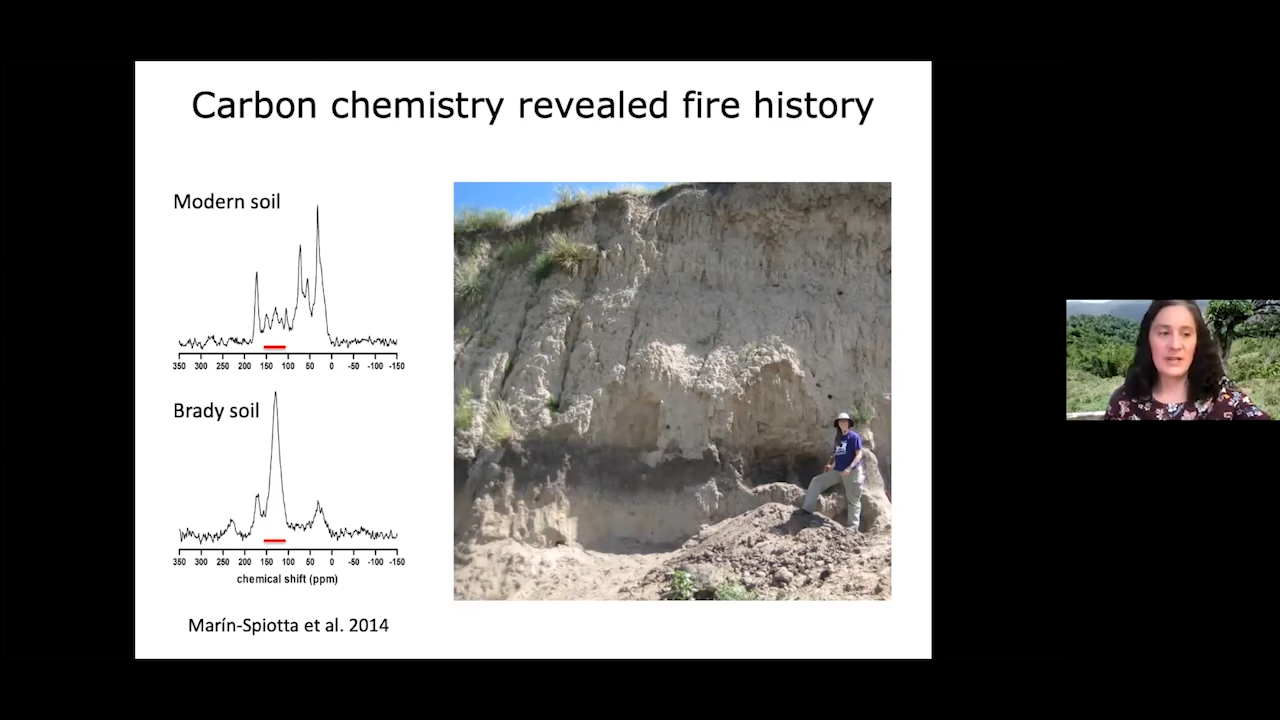 Carbon chemistry revealed fire history
Modern soil
350 300 250 200 150 100 50 0 -50 -100 -150
Brady soil
350 300 250 200 150 100 50 0 -50 -100 -150
chemical shift (ppm)
Marín-Spiotta et al. 2014